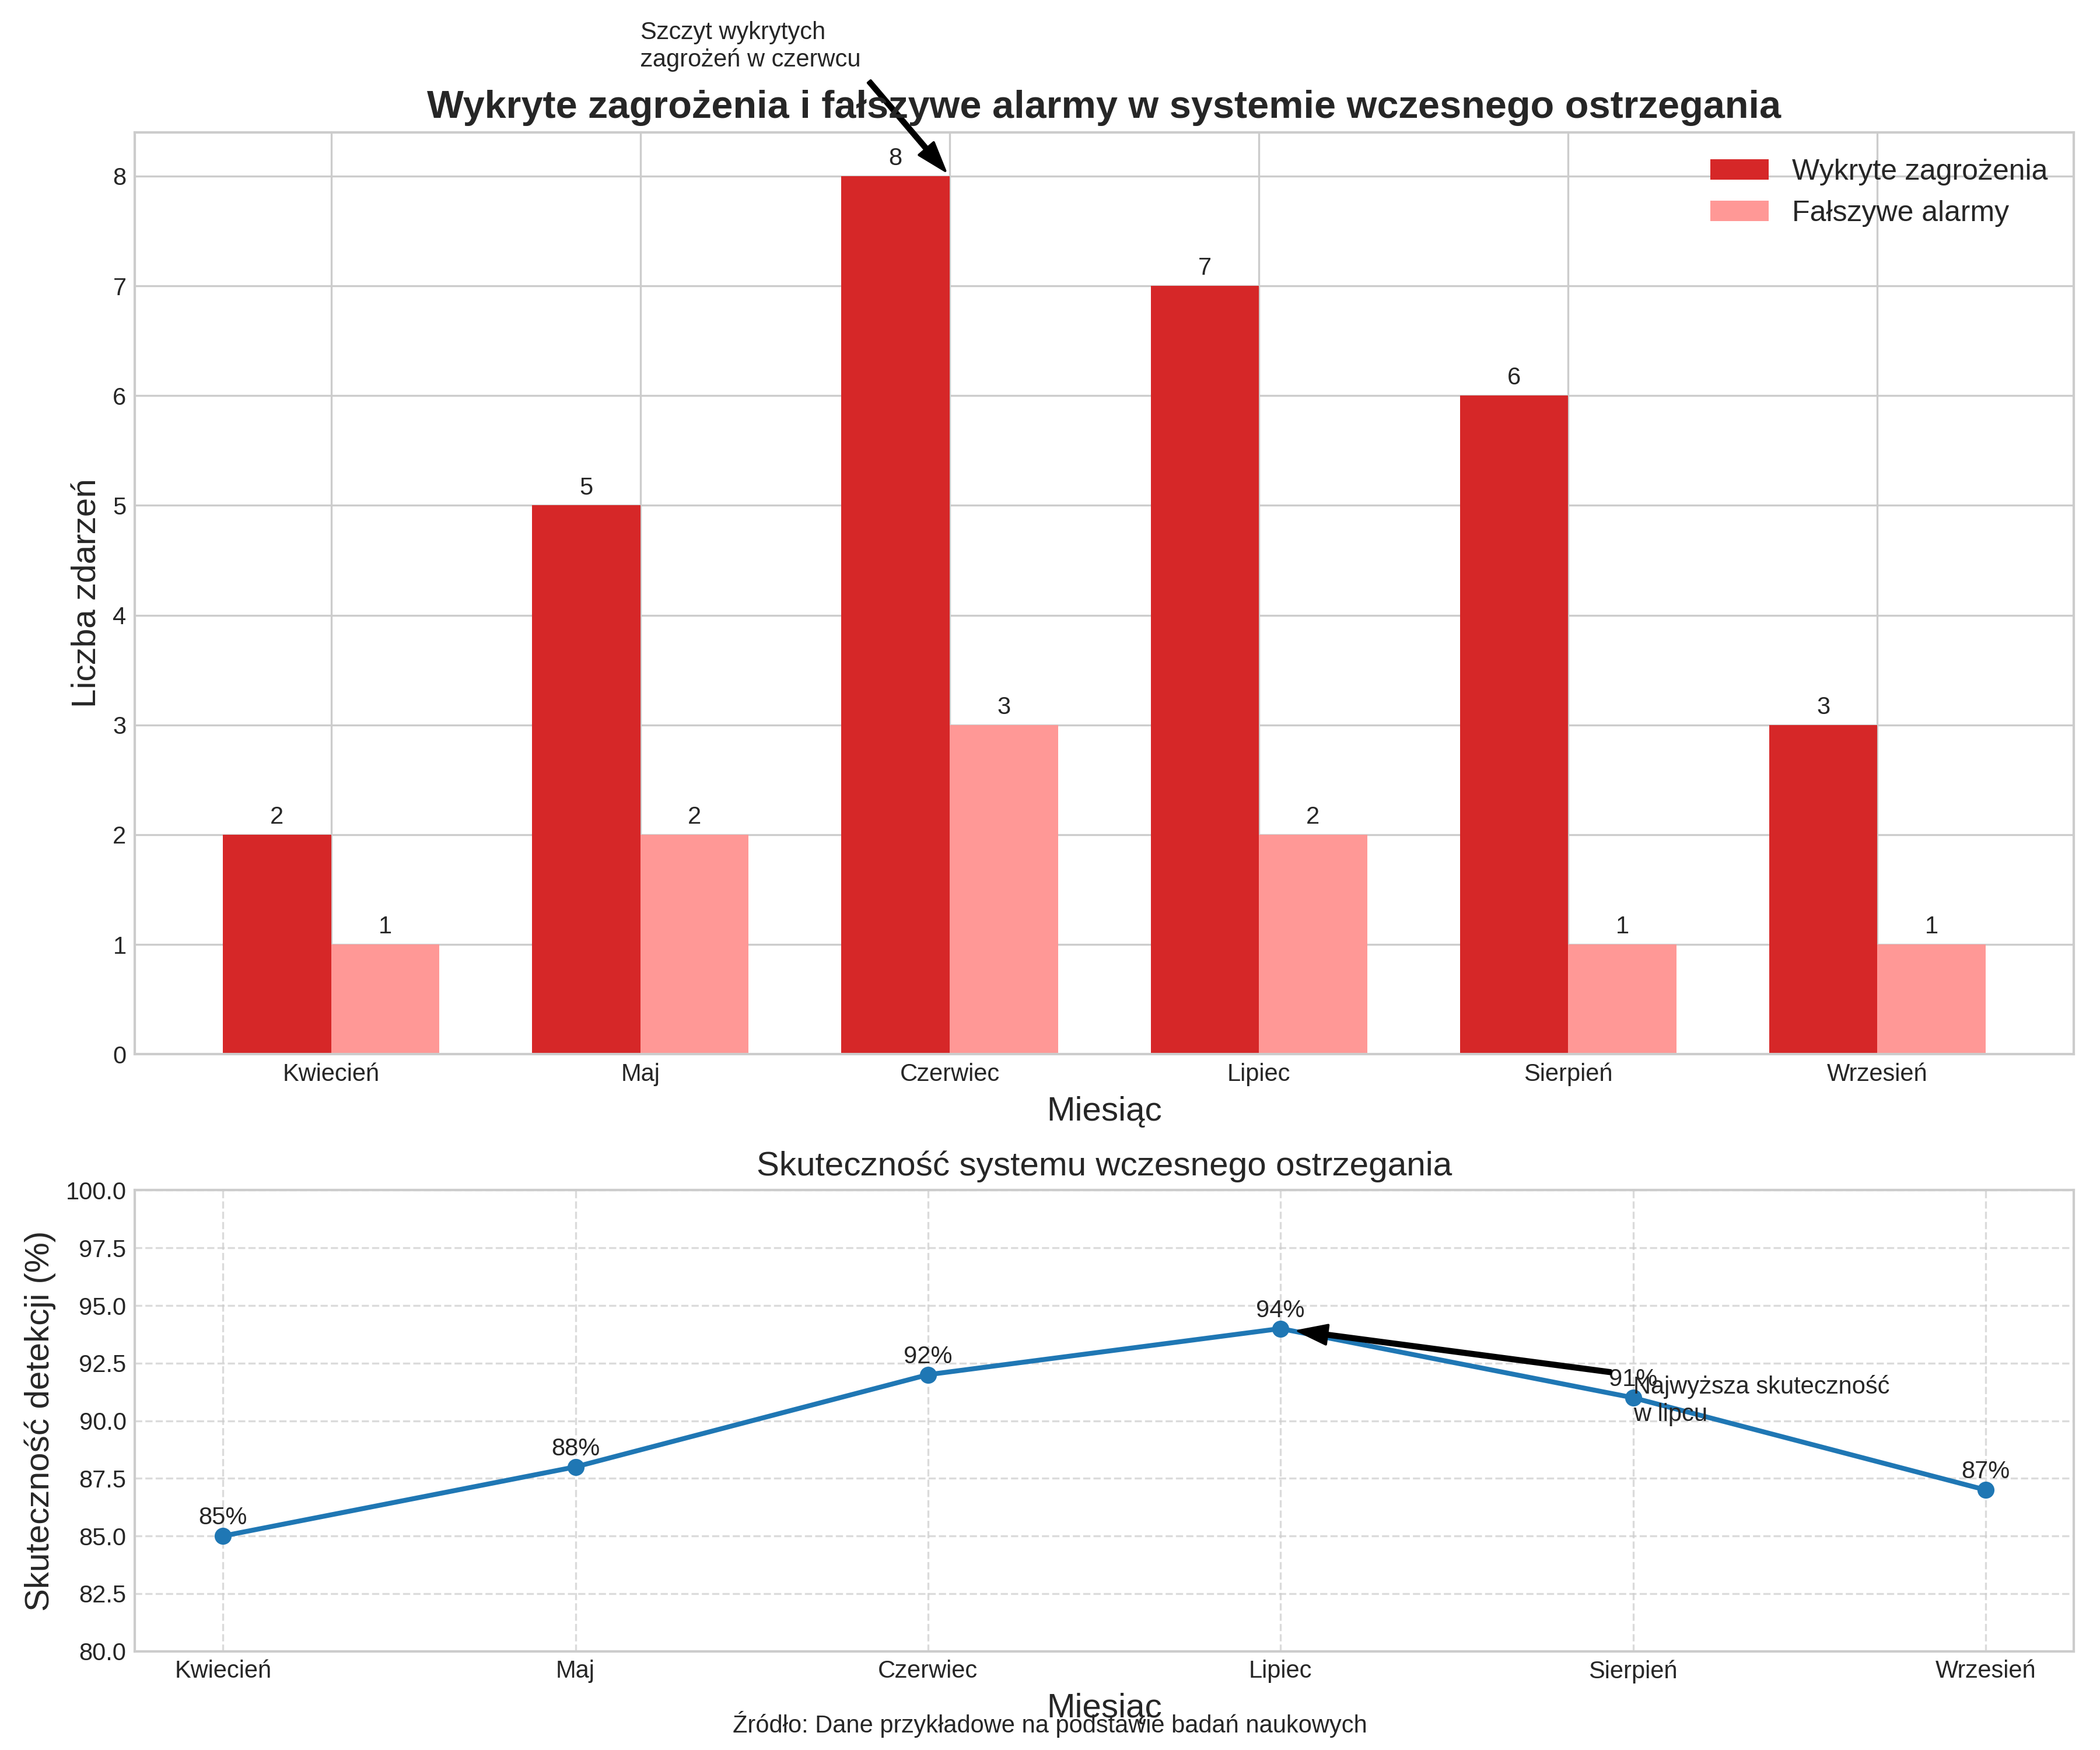 Szczyt wykrytych
zagrożeń w czerwcu
Wykryte zagrożenia i fałszywe alarmy w systemie wczesnego ostrzegania
Wykryte zagrożenia
Fałszywe alarmy
Liczba zdarzeń
8
7
6
5
4
3
2
1
0
2
1
5
2
8
3
7
2
6
1
3
1
Kwiecień
Maj
Czerwiec
Lipiec
Sierpień
Wrzesień
Miesiąc
Skuteczność systemu wczesnego ostrzegania
Skuteczność detekcji (%)
100.0
97.5
95.0
92.5
90.0
87.5
85.0
82.5
80.0
85%
88%
92%
94%
91%
87%
Najwyższa skuteczność
w lipcu
Kwiecień
Maj
Czerwiec
Lipiec
Sierpień
Wrzesień
Miesiąc
Źródło: Dane przykładowe na podstawie badań naukowych